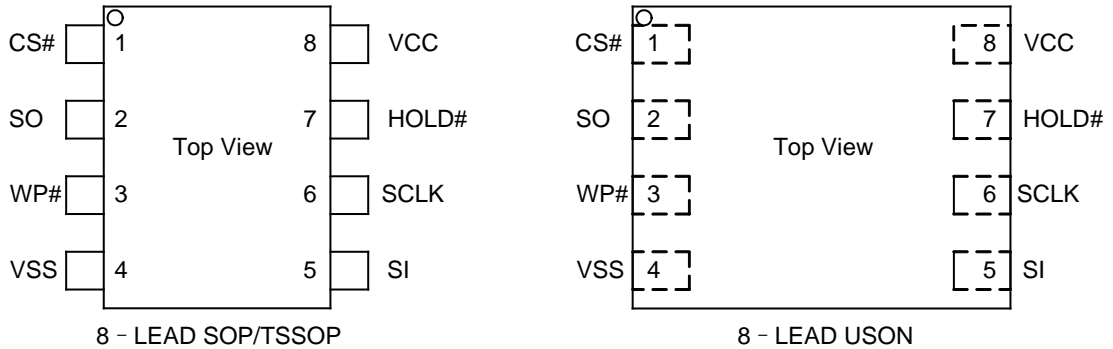 CS# 1 8 VCC
SO 2 7 HOLD#
Top View
WP# 3 6 SCLK
VSS 4 5 SI
8 – LEAD SOP/TSSOP
CS# 1 8 VCC
SO 2 7 HOLD#
Top View
WP# 3 6 SCLK
VSS 4 5 SI
8 – LEAD USON